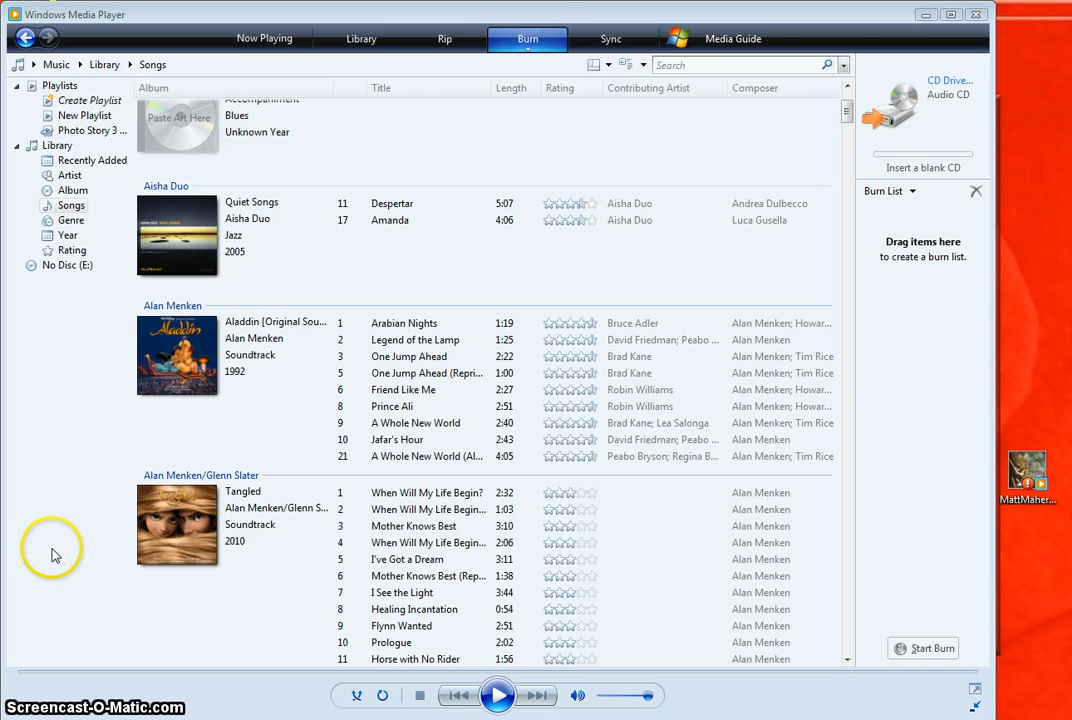 Windows Media Player
Now Playing Library Rip Burn Sync Media Guide
Music Library Songs Search
Playlists
Create Playlist
New Playlist
Photo Story 3 ...
Library
Recently Added
Artist
Album
Songs
Genre
Year
Rating
No Disc (E:)
Album Title Length Rating Contributing Artist Composer
Paste Art Here
Accompaniment
Blues
Unknown Year
Aisha Duo
Quiet Songs
Aisha Duo
Jazz
2005
11 Despertar 5:07 Aisha Duo Andrea Dulbecco
17 Amanda 4:06 Aisha Duo Luca Gusella
Alan Menken
Aladdin
Aladdin [Original Sou...
Alan Menken
Soundtrack
1992
1 Arabian Nights 1:19 Bruce Adler Alan Menken; Howar...
2 Legend of the Lamp 1:25 David Friedman; Peabo ... Alan Menken
3 One Jump Ahead 2:22 Brad Kane Alan Menken; Tim Rice
5 One Jump Ahead (Repri... 1:00 Brad Kane Alan Menken; Tim Rice
6 Friend Like Me 2:27 Robin Williams Alan Menken; Howar...
8 Prince Ali 2:51 Robin Williams Alan Menken; Howar...
9 A Whole New World 2:40 Brad Kane; Lea Salonga Alan Menken; Tim Rice
10 Jafar's Hour 2:43 David Friedman; Peabo ... Alan Menken
21 A Whole New World (Al... 4:05 Peabo Bryson; Regina B... Alan Menken; Tim Rice
Alan Menken/Glenn Slater
Tangled
Alan Menken/Glenn S...
Soundtrack
2010
1 When Will My Life Begin? 2:32 Alan Menken
2 When Will My Life Begin... 1:03 Alan Menken
3 Mother Knows Best 3:10 Alan Menken
4 When Will My Life Begin... 2:06 Alan Menken
5 I've Got a Dream 3:11 Alan Menken
6 Mother Knows Best (Rep... 1:38 Alan Menken
7 I See the Light 3:44 Alan Menken
8 Healing Incantation 0:54 Alan Menken
9 Flynn Wanted 2:51 Alan Menken
10 Prologue 2:02 Alan Menken
11 Horse with No Rider 1:56 Alan Menken
CD Drive...
Audio CD
Insert a blank CD
Burn List
Drag items here
to create a burn list.
Start Burn
MattMaher...
Screencast-O-Matic.com